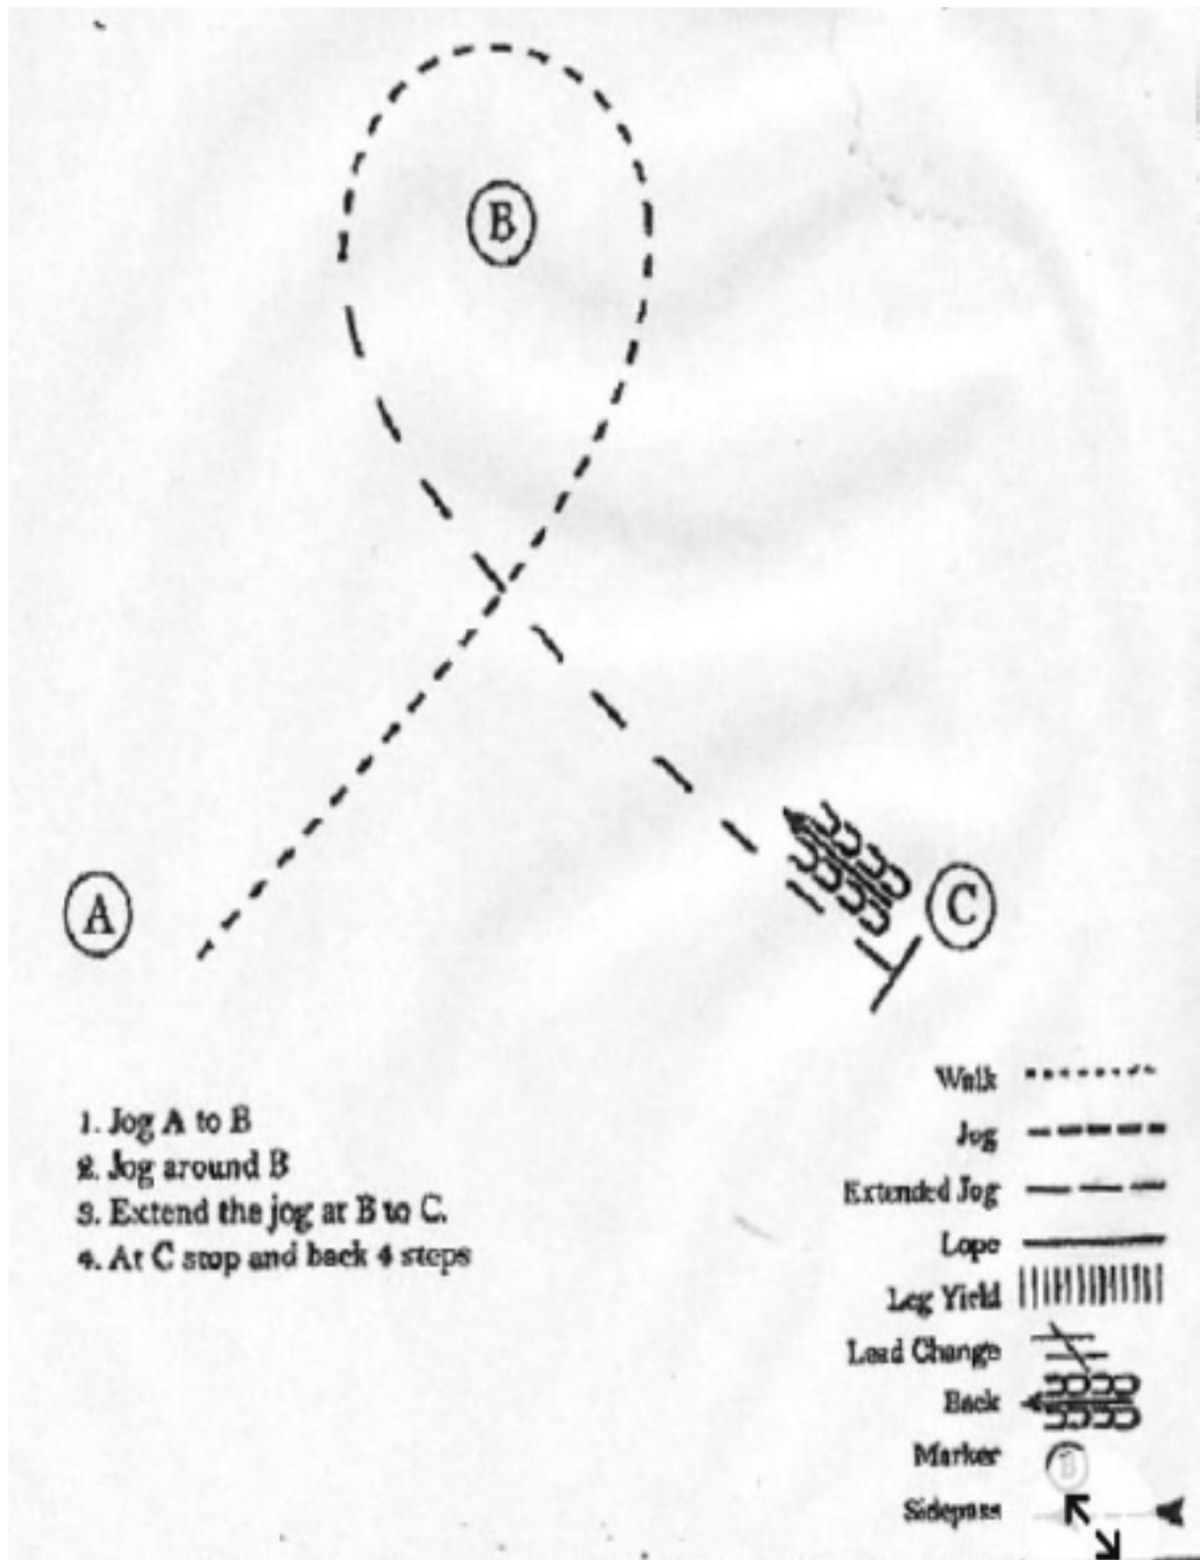 B
A
C
1. Jog A to B
2. Jog around B
3. Extend the jog at B to C.
4. At C stop and back 4 steps
Walk
Jog
Extended Jog
Lope
Leg Yield
Lead Change
Back
Marker B
Sidepass